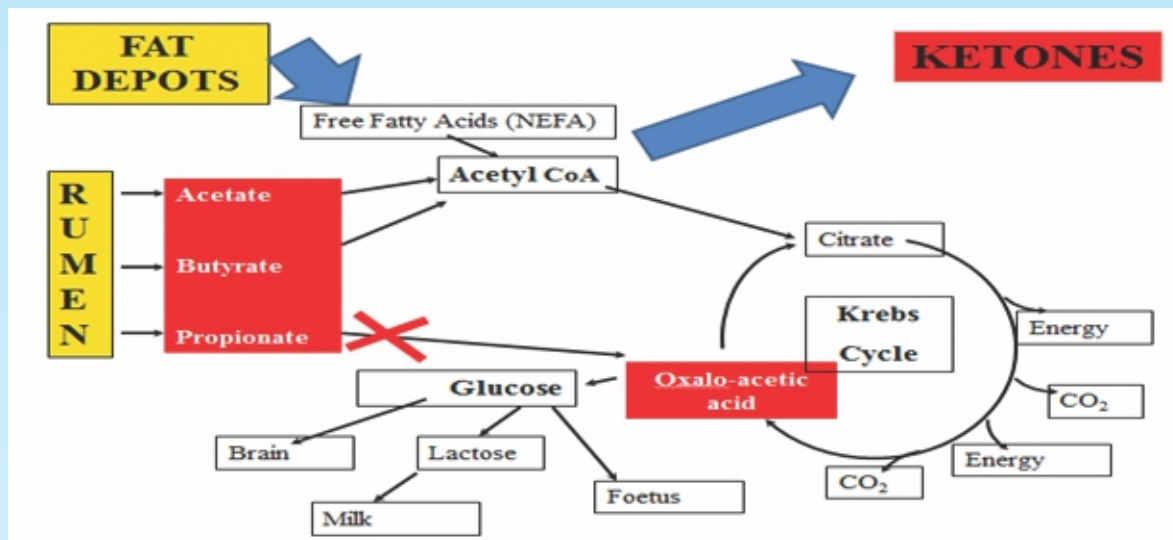 FAT
DEPOTS
KETONES
Free Fatty Acids (NEFA)
Acetyl CoA
R
U
M
E
N
Acetate
Butyrate
Propionate
Citrate
Krebs
Cycle
Energy
Oxalo-acetic
acid
Glucose
CO₂
Brain
Lactose
Energy
CO₂
Foetus
Milk